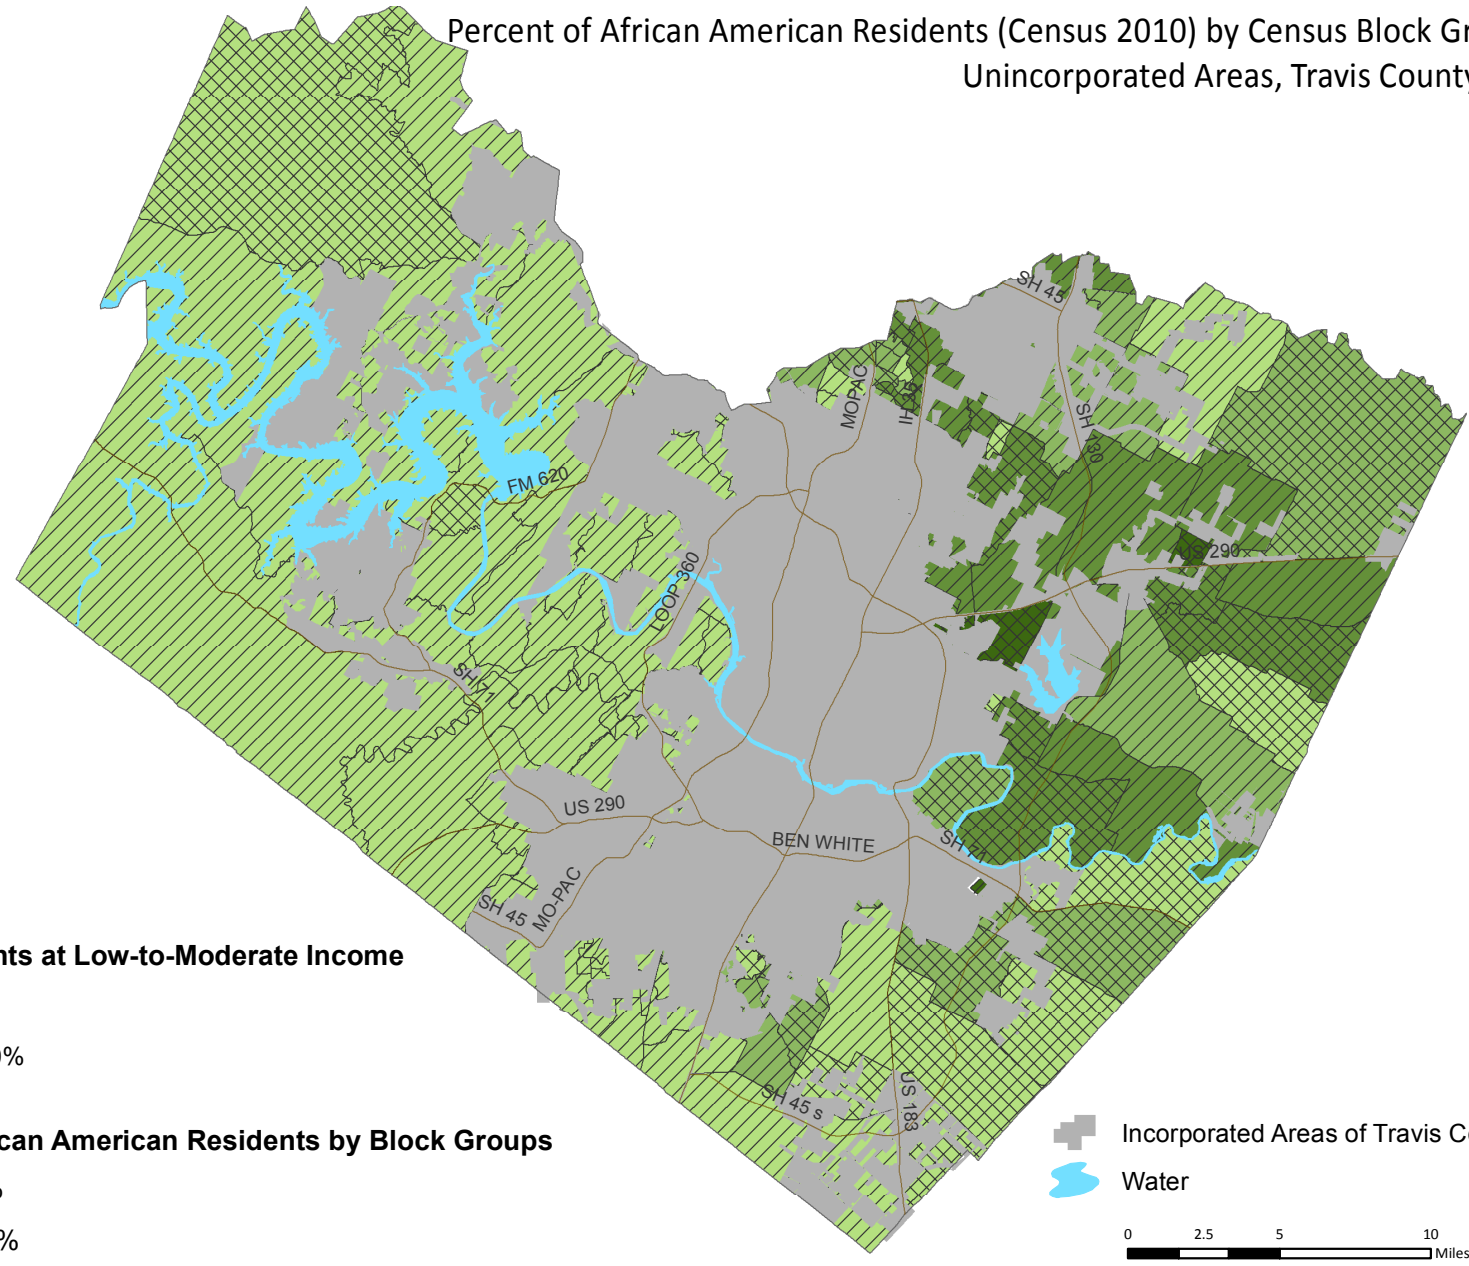 Percent of African American Residents (Census 2010) by Census Block Gr
Unincorporated Areas, Travis County
SH 45
MOPAC
IH 35
SH 130
FM 620
US 290
LOOP 360
SH 71
US 290
BEN WHITE
SH 71
MO-PAC
SH 45
nts at Low-to-Moderate Income
%
SH 45 s
US 183
can American Residents by Block Groups
%
Incorporated Areas of Travis Co
Water
0 2.5 5 10
Miles